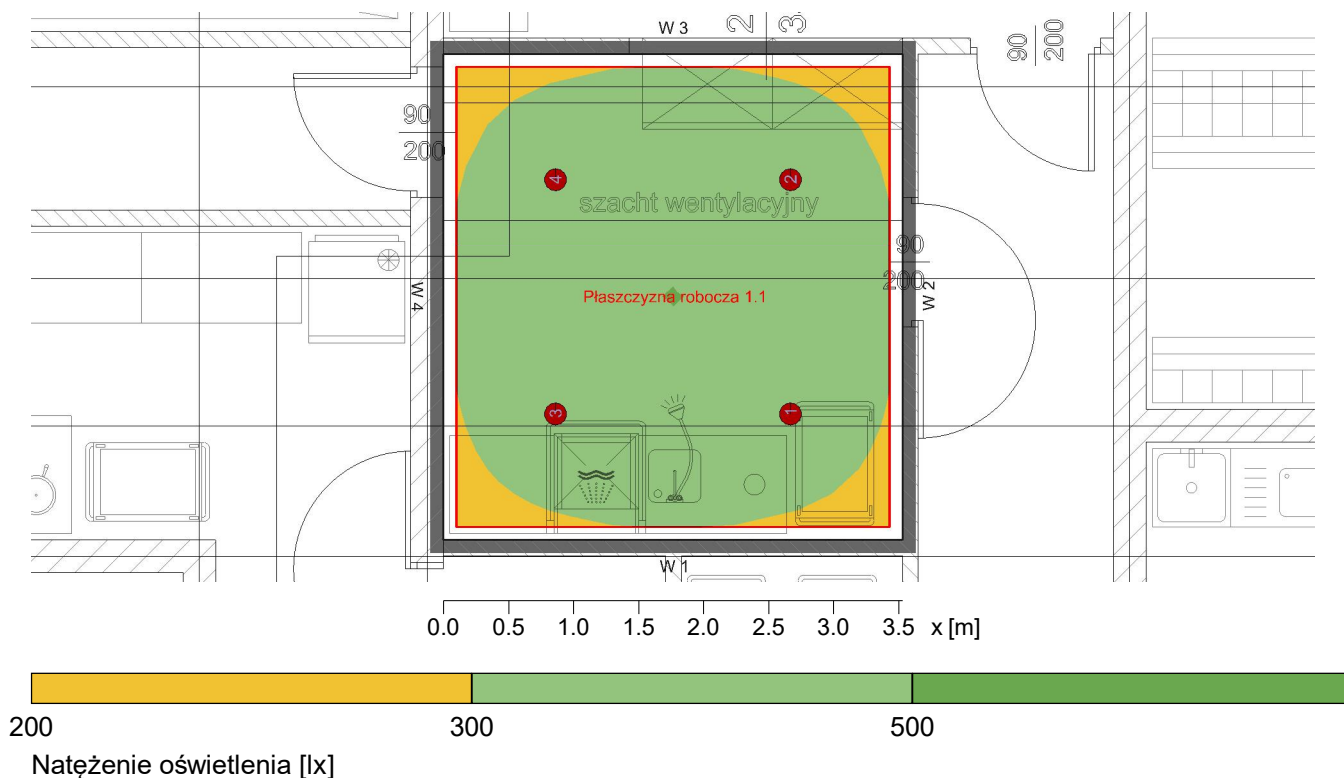 W 3
2
3.
90
200
90
200
4
2
szacht wentylacyjny
90
200
Płaszczyzna robocza 1.1
W 4
W 2
3
1
W 1
0.0 0.5 1.0 1.5 2.0 2.5 3.0 3.5 x [m]
200 300 500
Natężenie oświetlenia [lx]